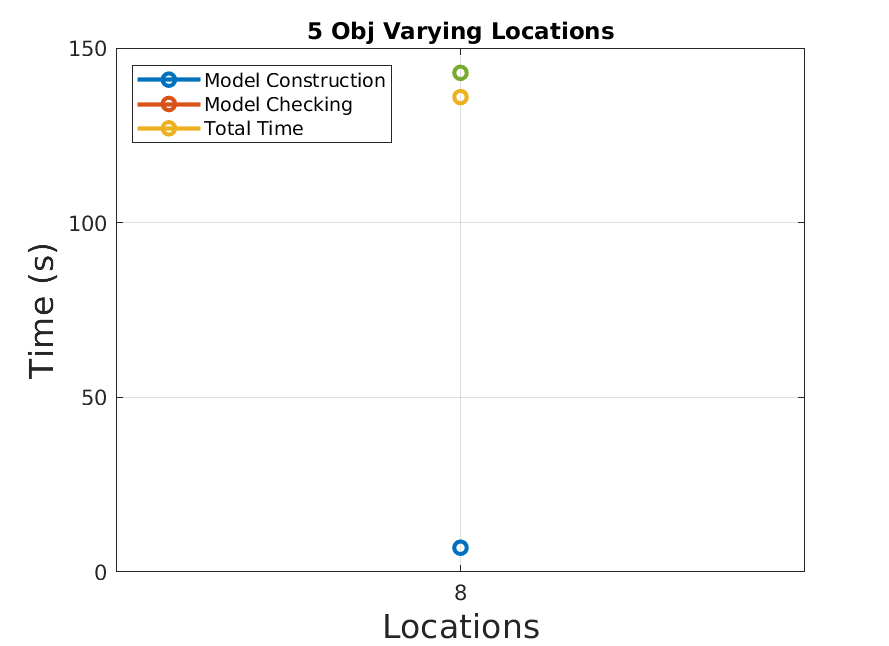 5 Obj Varying Locations
150
100
50
0
Time (s)
Model Construction
Model Checking
Total Time
8
Locations